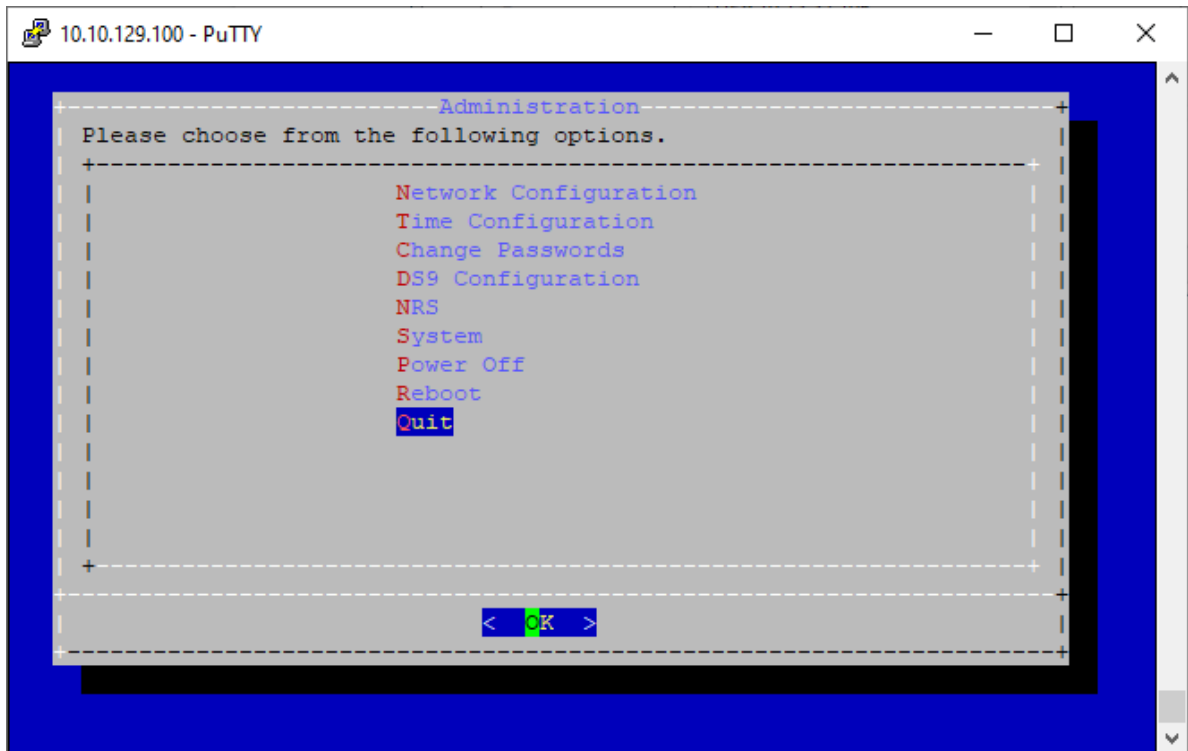 10.10.129.100 - PuTTY
Administration
Please choose from the following options.
Network Configuration
Time Configuration
Change Passwords
DS9 Configuration
NRS
System
Power Off
Reboot
Quit
< OK >